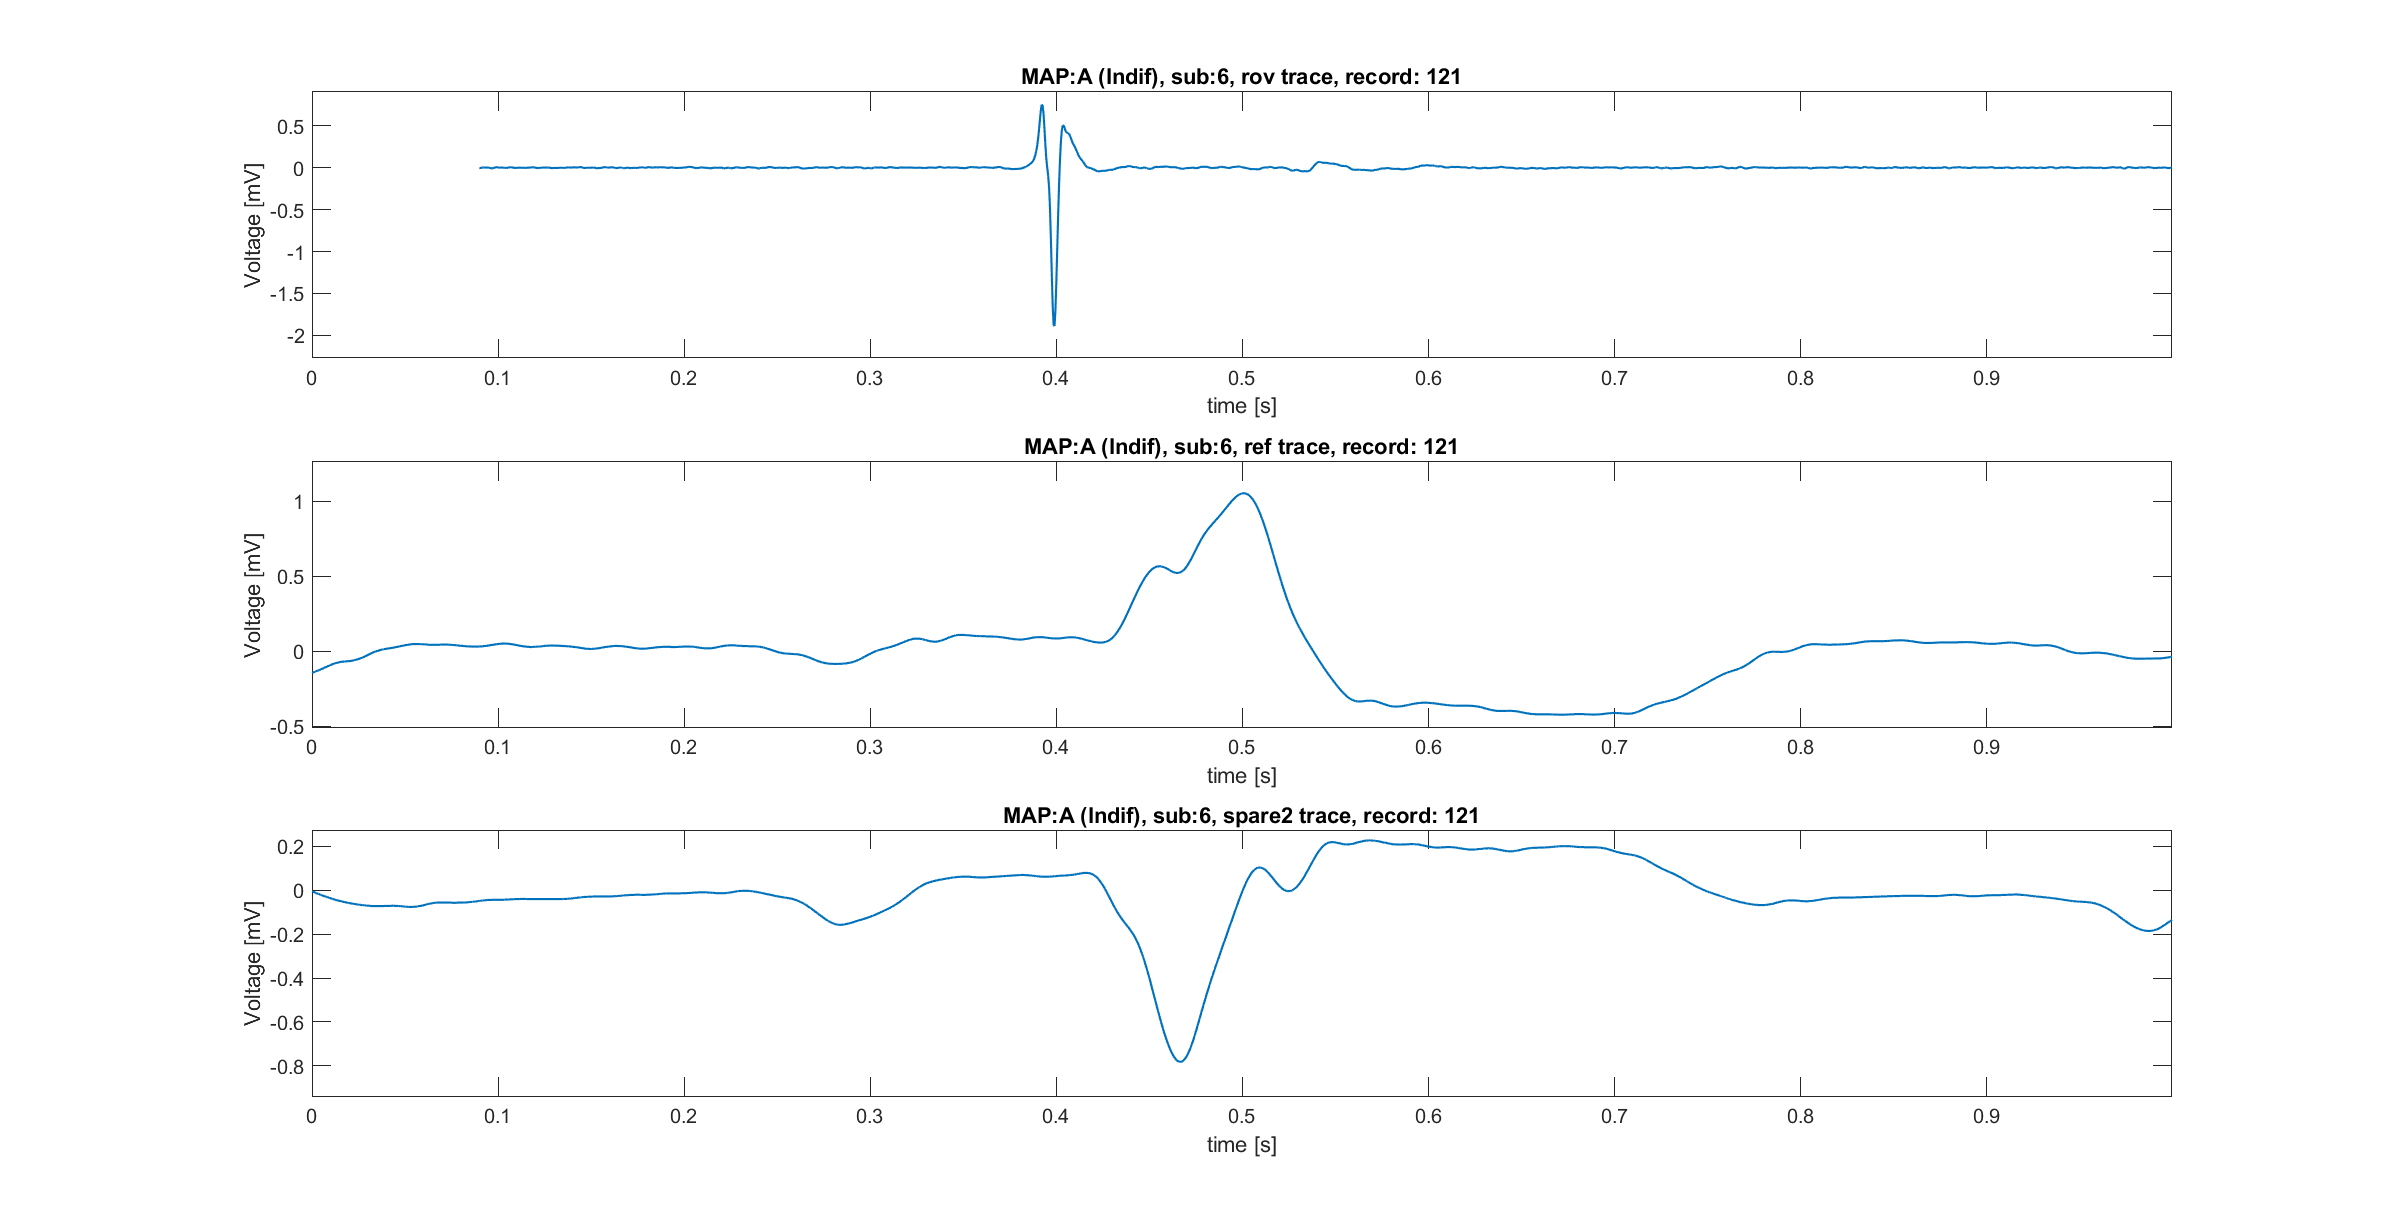 MAP:A (Indif), sub:6, rov trace, record: 121
0.5
0
-0.5
-1
-1.5
-2
Voltage [mV]
0 0.1 0.2 0.3 0.4 0.5 0.6 0.7 0.8 0.9
time [s]
MAP:A (Indif), sub:6, ref trace, record: 121
1
0.5
0
-0.5
Voltage [mV]
0 0.1 0.2 0.3 0.4 0.5 0.6 0.7 0.8 0.9
time [s]
MAP:A (Indif), sub:6, spare2 trace, record: 121
0.2
0
-0.2
-0.4
-0.6
-0.8
Voltage [mV]
0 0.1 0.2 0.3 0.4 0.5 0.6 0.7 0.8 0.9
time [s]